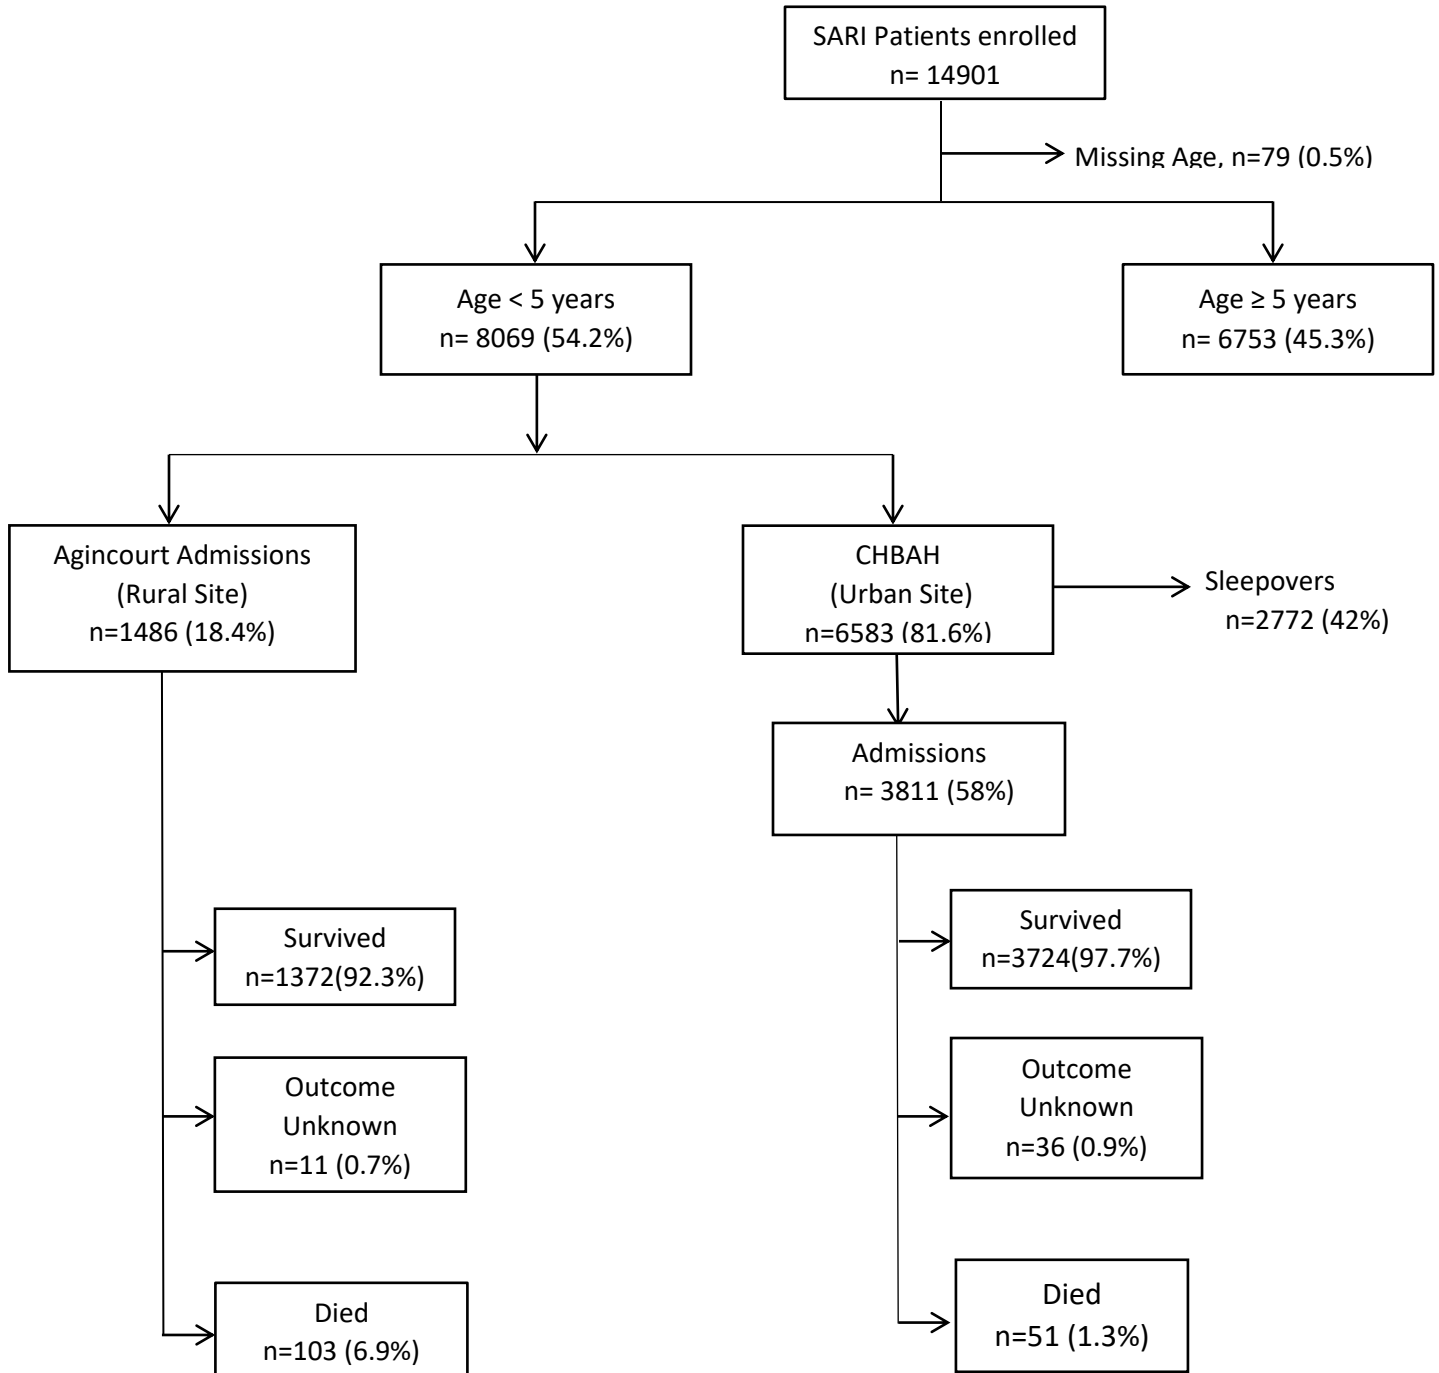 SARI Patients enrolled
n= 14901
Missing Age, n=79 (0.5%)
Age < 5 years
n= 8069 (54.2%)
Age ≥ 5 years
n= 6753 (45.3%)
Agincourt Admissions
(Rural Site)
n=1486 (18.4%)
CHBAH
(Urban Site)
n=6583 (81.6%)
Sleepovers
n=2772 (42%)
Admissions
n= 3811 (58%)
Survived
n=1372(92.3%)
Survived
n=3724(97.7%)
Outcome
Unknown
n=11 (0.7%)
Outcome
Unknown
n=36 (0.9%)
Died
n=103 (6.9%)
Died
n=51 (1.3%)